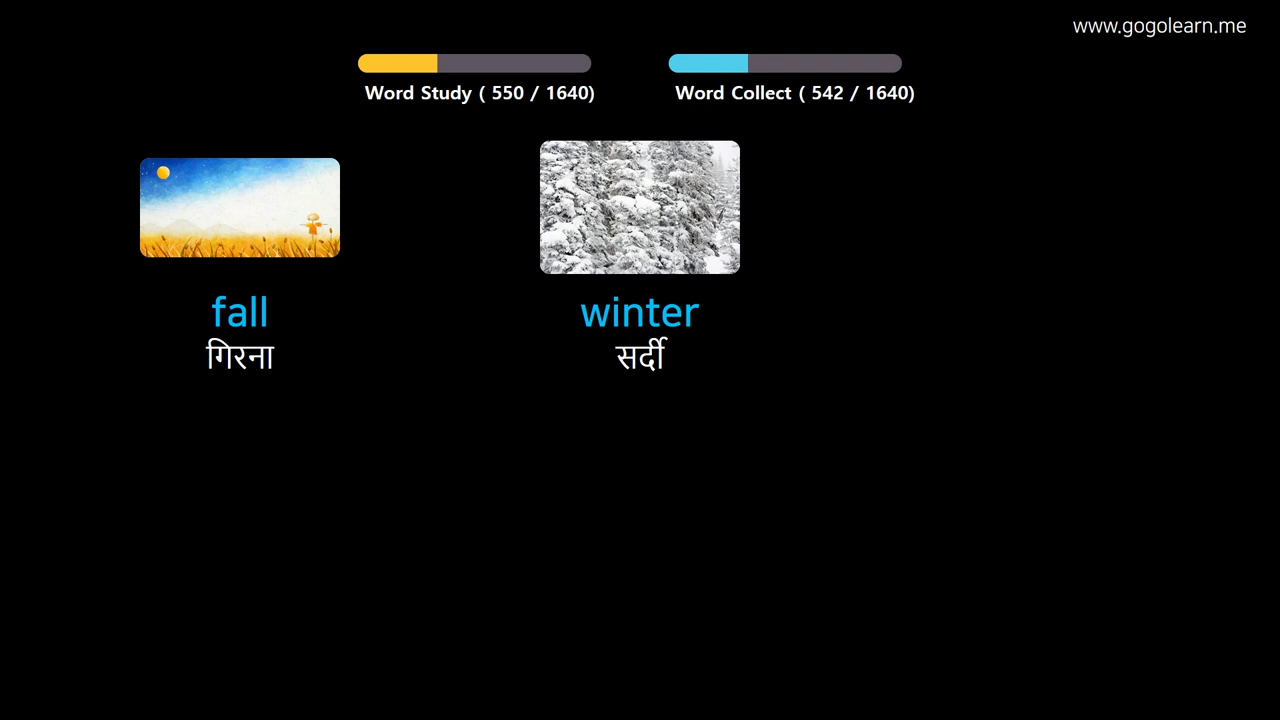 www.gogolearn.me
Word Study ( 550 / 1640)
Word Collect ( 542 / 1640)
fall
गिरना
winter
सर्दी